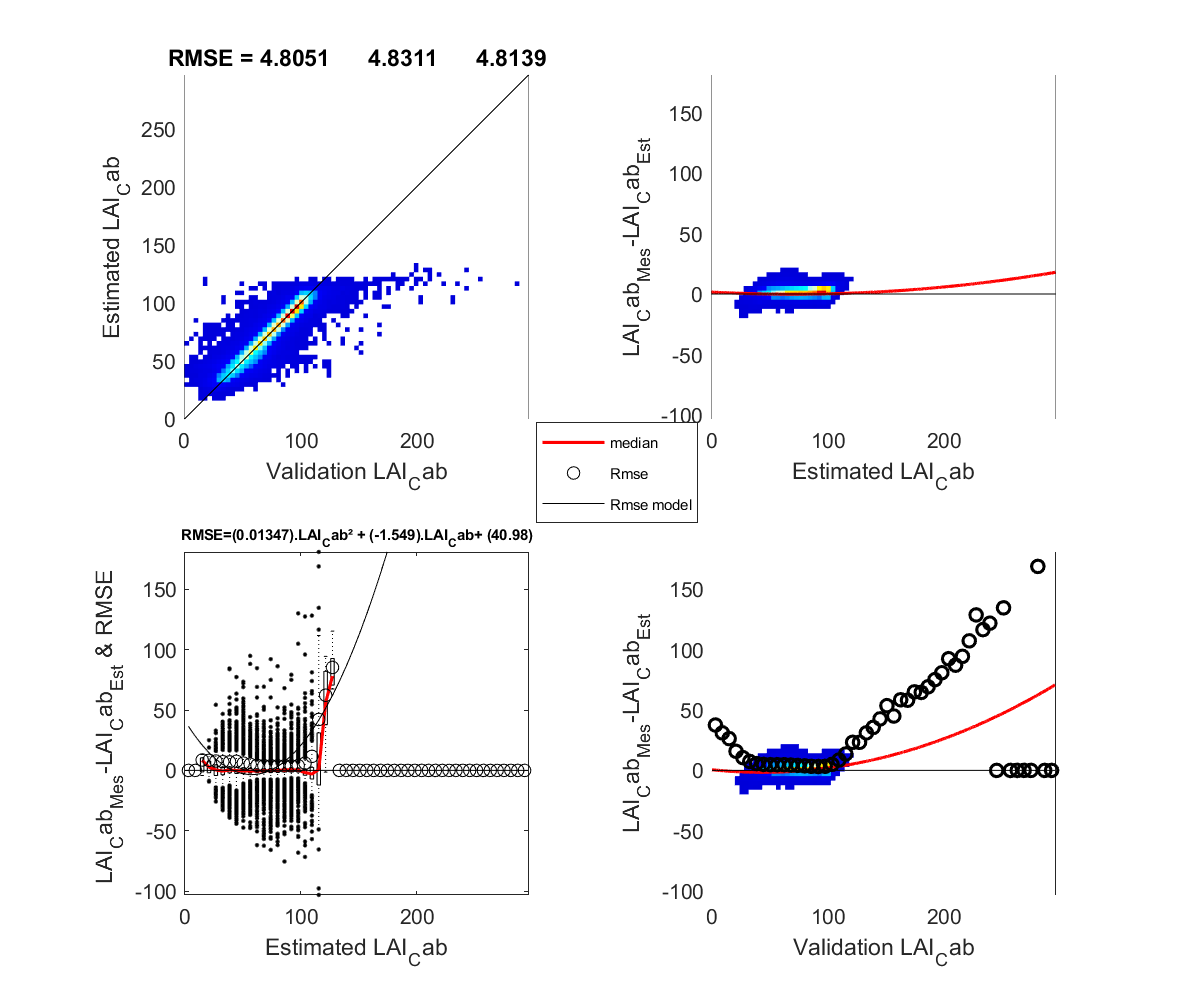 RMSE = 4.8051 4.8311 4.8139
250
200
150
100
50
0
0 100 200
Estimated LAI_Cab
Validation LAI_Cab
150
100
50
0
-50
-100
0 100 200
LAI_Cab_Mes-LAI_Cab_Est
Estimated LAI_Cab
median
Rmse
Rmse model
RMSE=(0.01347).LAI_Cab² + (-1.549).LAI_Cab+ (40.98)
150
100
50
0
-50
-100
0 100 200
LAI_Cab_Mes-LAI_Cab_Est & RMSE
Estimated LAI_Cab
150
100
50
0
-50
-100
0 100 200
LAI_Cab_Mes-LAI_Cab_Est
Validation LAI_Cab